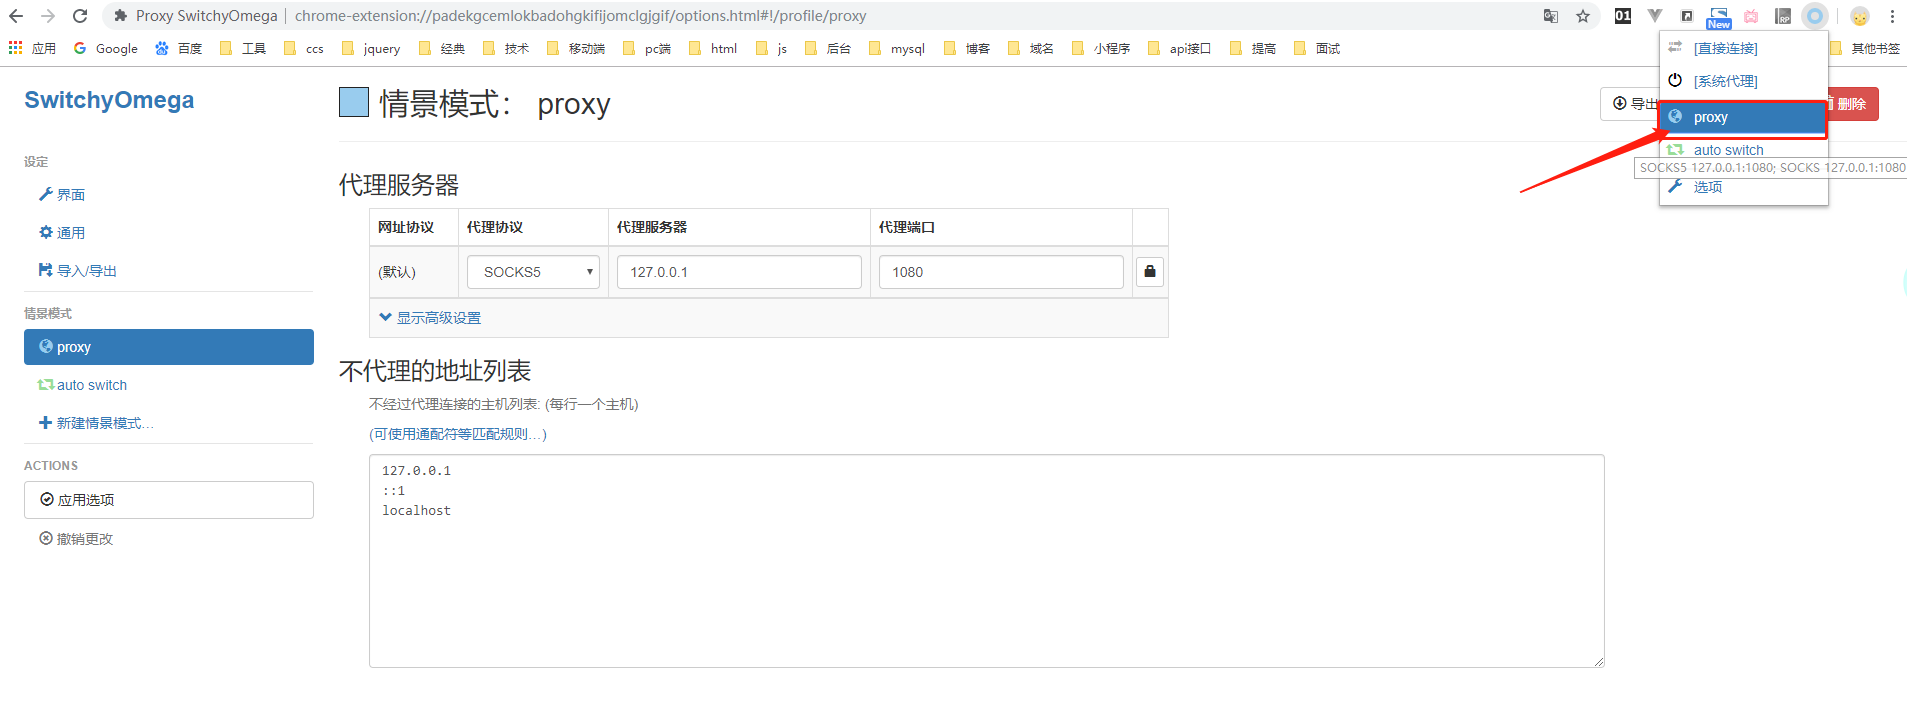 Proxy SwitchyOmega | chrome-extension://padekgcemlokbadohgkifijomclgjgif/options.html#!/profile/proxy
01
New
RP
应用 Google 百度 工具 ccs jquery 经典 技术 移动端 pc端 html js 后台 mysql 博客 域名 小程序 api接口 提高 面试 其他书签
[直接连接]
[系统代理]
proxy
auto switch
SOCKS5 127.0.0.1:1080; SOCKS 127.0.0.1:1080
选项
SwitchyOmega
情景模式： proxy
导出
删除
设定
界面
通用
导入/导出
情景模式
proxy
auto switch
新建情景模式…
ACTIONS
应用选项
撤销更改
代理服务器
网址协议 代理协议 代理服务器 代理端口
(默认) SOCKS5 127.0.0.1 1080
显示高级设置
不代理的地址列表
不经过代理连接的主机列表: (每行一个主机)
(可使用通配符等匹配规则…)
127.0.0.1
::1
localhost